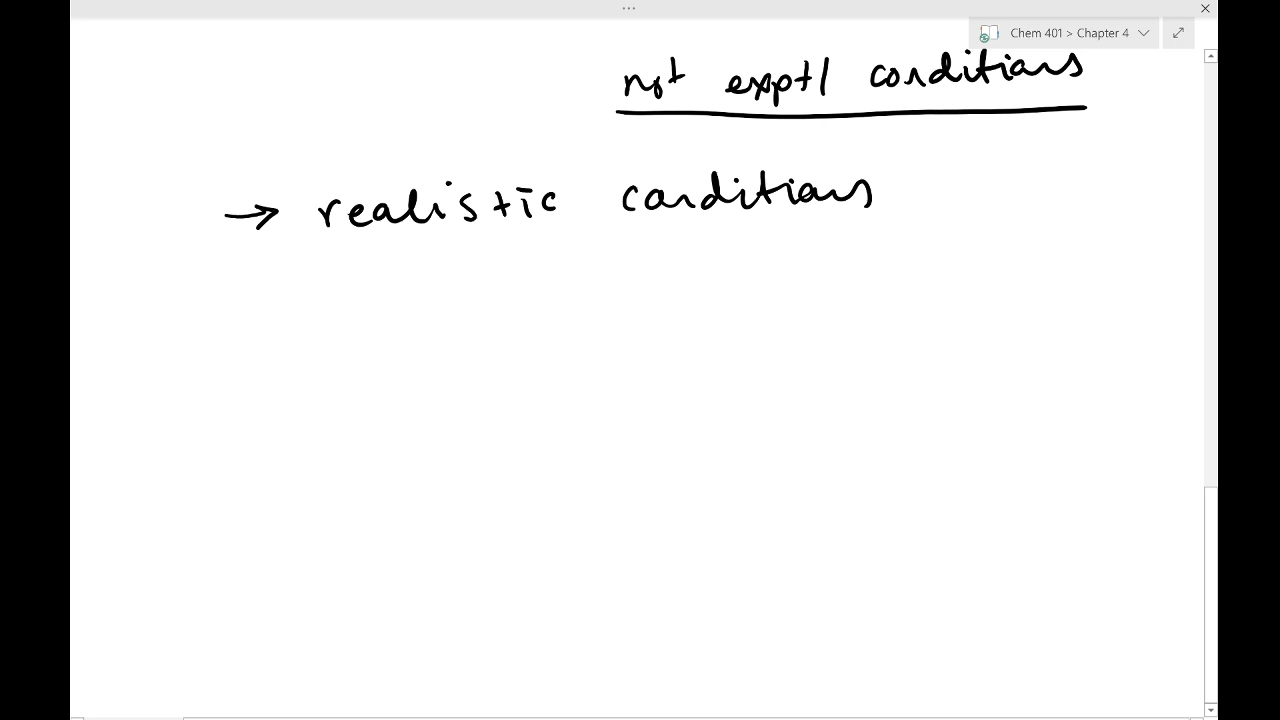 Chem 401 > Chapter 4
not exptl conditions
→ realistic conditions